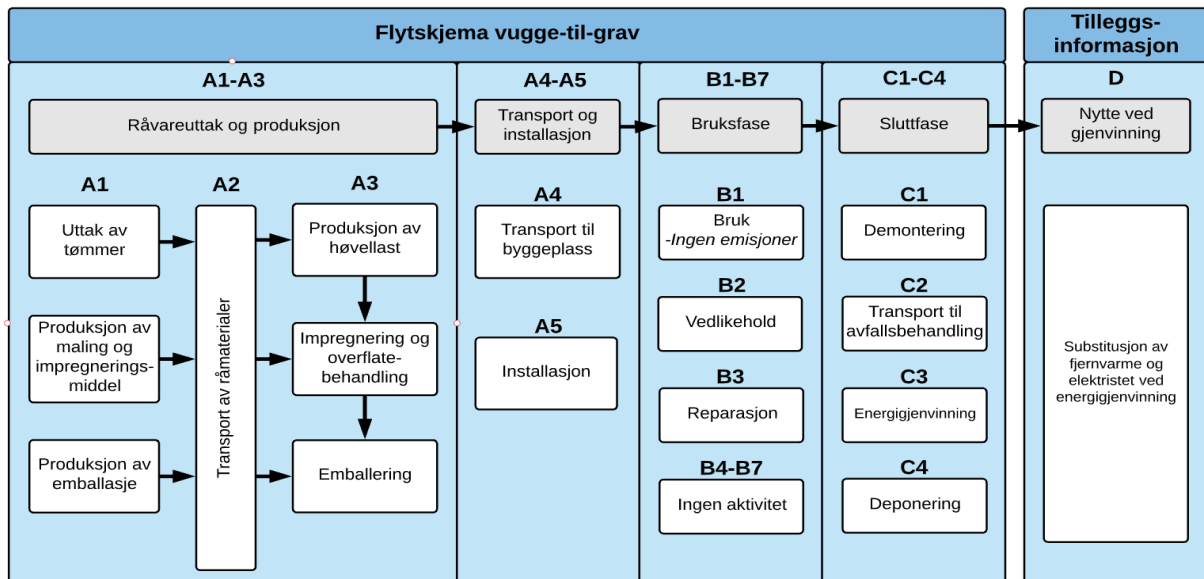 Flytskjema vugge-til-grav
Tilleggs-
informasjon
A1-A3
Råvareuttak og produksjon
A1
Uttak av
tømmer
Produksjon av
maling og
impregnerings-
middel
Produksjon av
emballasje
A2
Transport av råmaterialer
A3
Produksjon av
høvellast
Impregnering og
overflate-
behandling
Emballering
A4-A5
Transport og
installasjon
A4
Transport til
byggeplass
A5
Installasjon
B1-B7
Bruksfase
B1
Bruk
-Ingen emisjoner
B2
Vedlikehold
B3
Reparasjon
B4-B7
Ingen aktivitet
C1-C4
Sluttfase
C1
Demontering
C2
Transport til
avfallsbehandling
C3
Energigjenvinning
C4
Deponering
D
Nytte ved
gjenvinning
Substitusjon av
fjernvarme og
elektristet ved
energigjenvinning